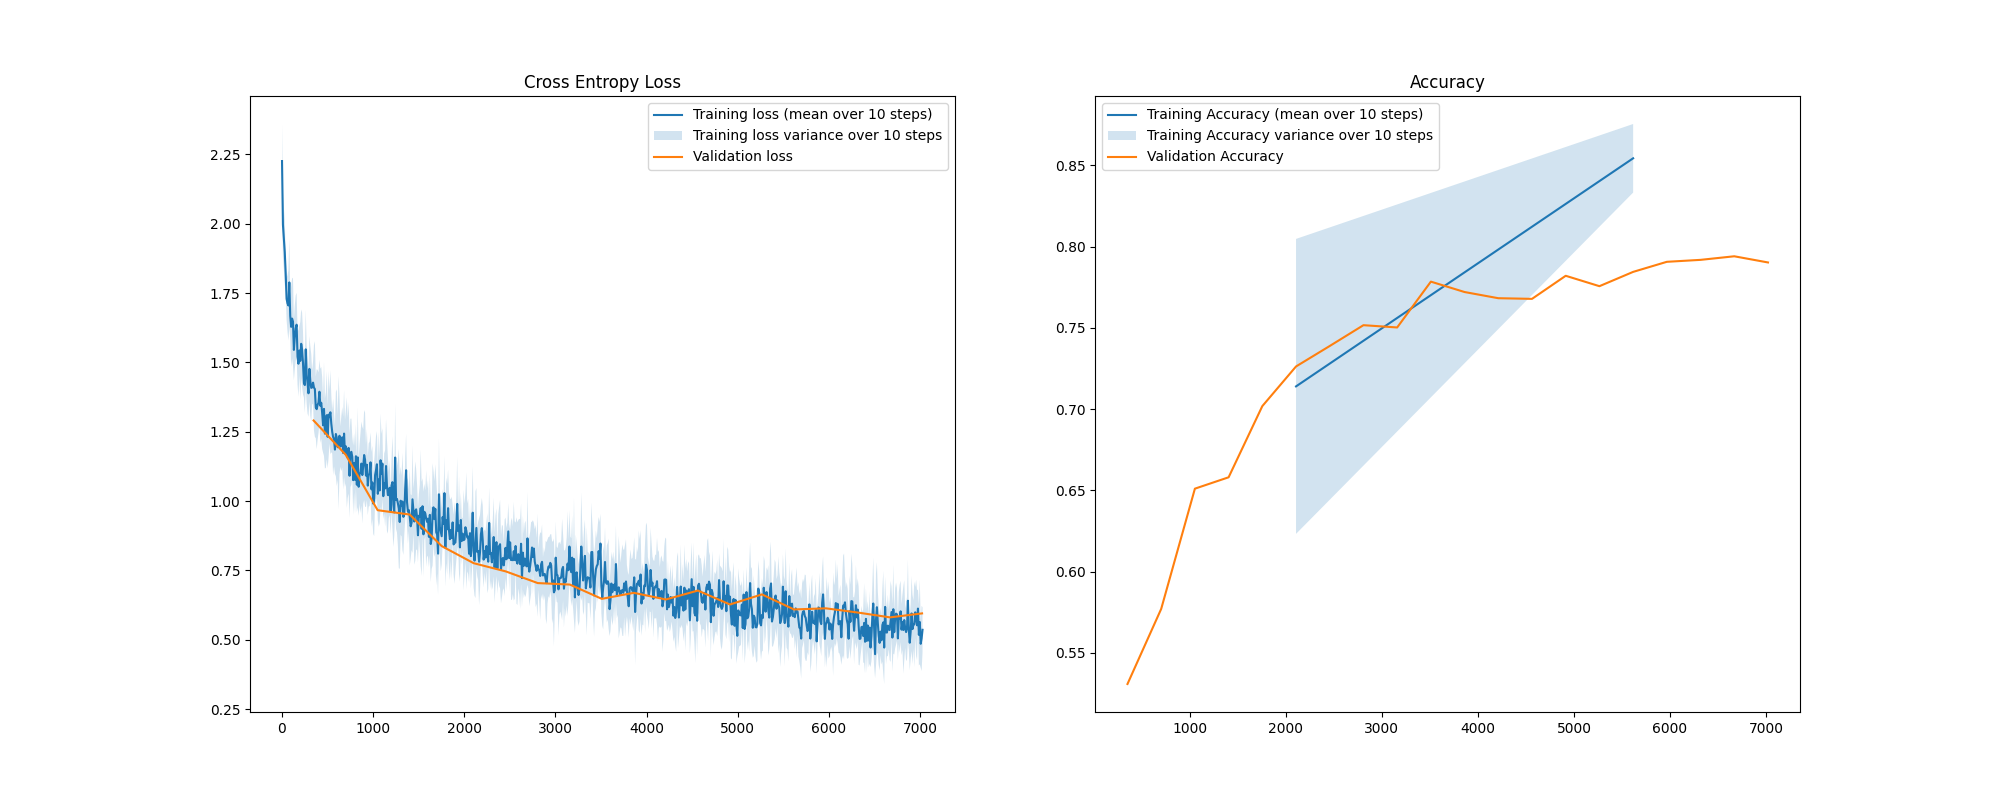 Cross Entropy Loss
Training loss (mean over 10 steps)
Training loss variance over 10 steps
Validation loss
2.25
2.00
1.75
1.50
1.25
1.00
0.75
0.50
0.25
0 1000 2000 3000 4000 5000 6000 7000
Accuracy
Training Accuracy (mean over 10 steps)
Training Accuracy variance over 10 steps
Validation Accuracy
0.85
0.80
0.75
0.70
0.65
0.60
0.55
1000 2000 3000 4000 5000 6000 7000